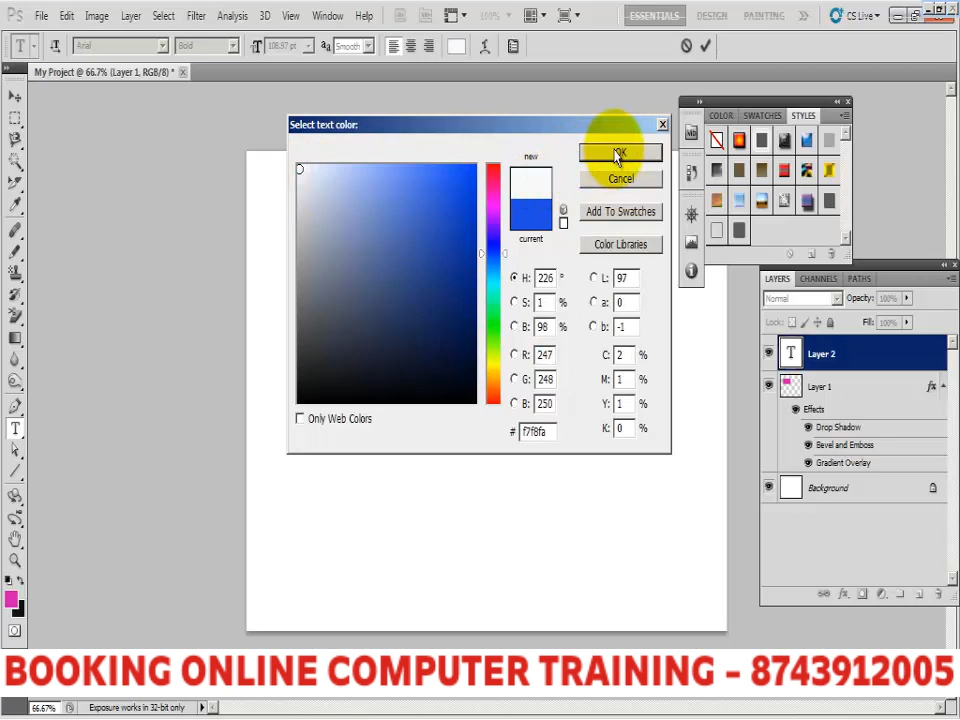 Ps File Edit Image Layer Select Filter Analysis 3D View Window Help Mb 100% ESSENTIALS DESIGN PAINTING CS Live
T Arial Bold 108.97 pt aa Smooth
My Project @ 66.7% (Layer 1, RGB/8) *
Select text color:
new
current
OK
Cancel
Add To Swatches
Color Libraries
H: 226 ° L: 97
S: 1 % a: 0
B: 98 % b: -1
R: 247 C: 2 %
G: 248 M: 1 %
B: 250 Y: 1 %
# f7f8fa K: 0 %
Only Web Colors
COLOR SWATCHES STYLES
LAYERS CHANNELS PATHS
Normal Opacity: 100%
Lock: Fill: 100%
T Layer 2
Layer 1 fx
Effects
Drop Shadow
Bevel and Emboss
Gradient Overlay
Background
BOOKING ONLINE COMPUTER TRAINING – 8743912005
66.67% Exposure works in 32-bit only